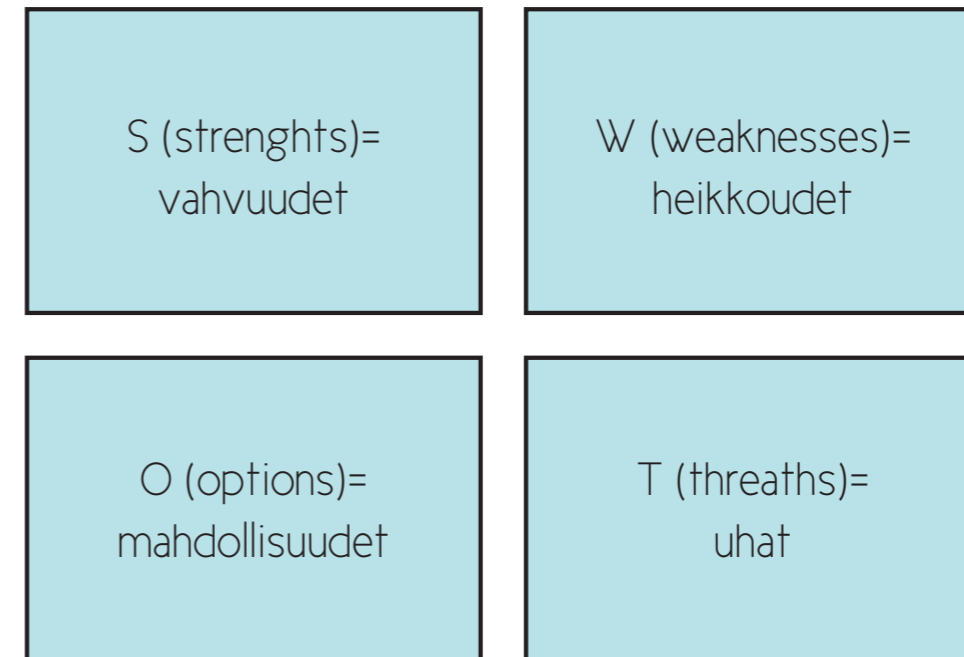 S (strenghts)=
vahvuudet
W (weaknesses)=
heikkoudet
O (options)=
mahdollisuudet
T (threaths)=
uhat